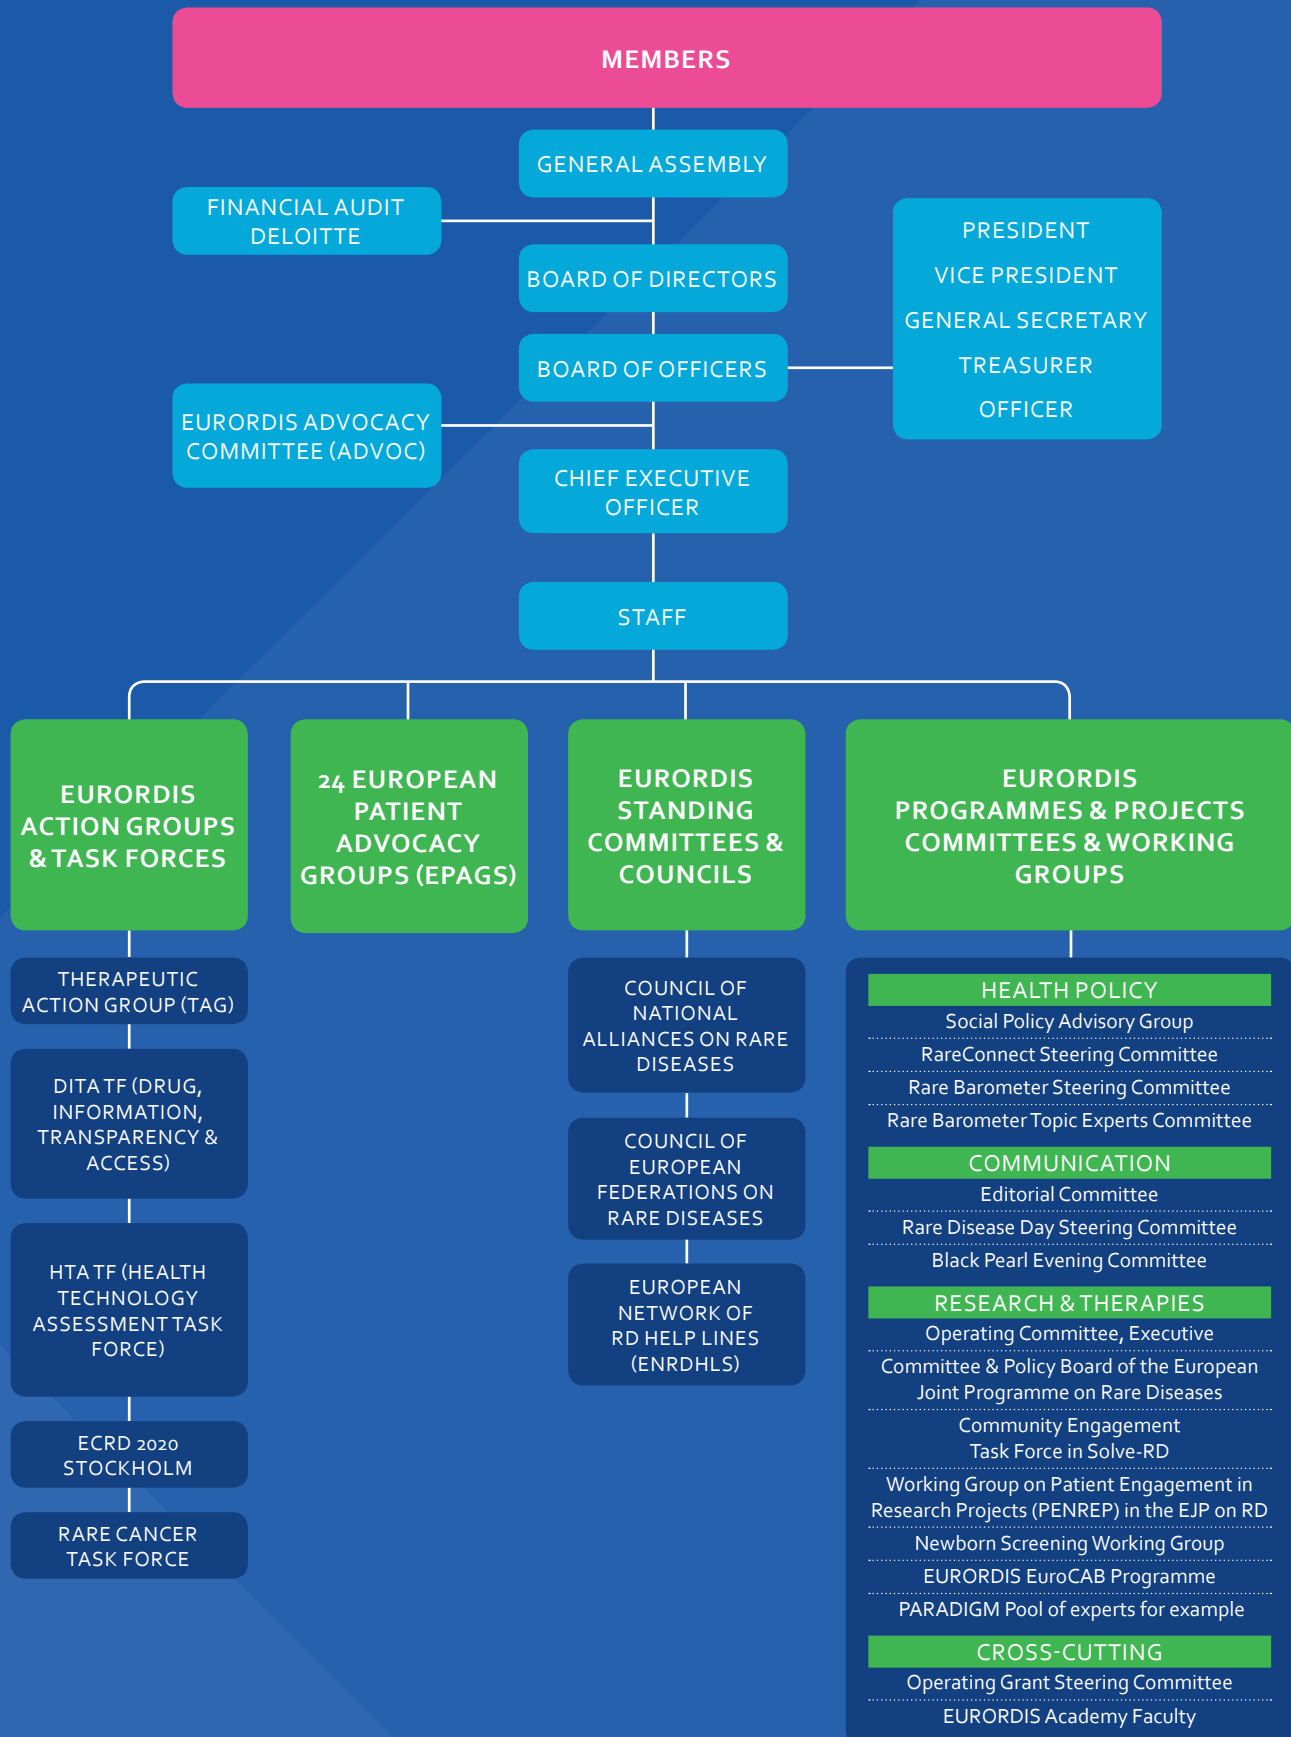 MEMBERS
GENERAL ASSEMBLY
FINANCIAL AUDIT
DELOITTE
BOARD OF DIRECTORS
BOARD OF OFFICERS
PRESIDENT
VICE PRESIDENT
GENERAL SECRETARY
TREASURER
OFFICER
EURORDIS ADVOCACY
COMMITTEE (ADVOC)
CHIEF EXECUTIVE
OFFICER
STAFF
EURORDIS
ACTION GROUPS
& TASK FORCES
THERAPEUTIC
ACTION GROUP (TAG)
DITA TF (DRUG,
INFORMATION,
TRANSPARENCY &
ACCESS)
HTA TF (HEALTH
TECHNOLOGY
ASSESSMENT TASK
FORCE)
ECRD 2020
STOCKHOLM
RARE CANCER
TASK FORCE
24 EUROPEAN
PATIENT
ADVOCACY
GROUPS (EPAGS)
EURORDIS
STANDING
COMMITTEES &
COUNCILS
COUNCIL OF
NATIONAL
ALLIANCES ON RARE
DISEASES
COUNCIL OF
EUROPEAN
FEDERATIONS ON
RARE DISEASES
EUROPEAN
NETWORK OF
RD HELP LINES
(ENRDHLS)
EURORDIS
PROGRAMMES & PROJECTS
COMMITTEES & WORKING
GROUPS
HEALTH POLICY
Social Policy Advisory Group
RareConnect Steering Committee
Rare Barometer Steering Committee
Rare Barometer Topic Experts Committee
COMMUNICATION
Editorial Committee
Rare Disease Day Steering Committee
Black Pearl Evening Committee
RESEARCH & THERAPIES
Operating Committee, Executive
Committee & Policy Board of the European
Joint Programme on Rare Diseases
Community Engagement
Task Force in Solve-RD
Working Group on Patient Engagement in
Research Projects (PENREP) in the EJP on RD
Newborn Screening Working Group
EURORDIS EuroCAB Programme
PARADIGM Pool of experts for example
CROSS-CUTTING
Operating Grant Steering Committee
EURORDIS Academy Faculty